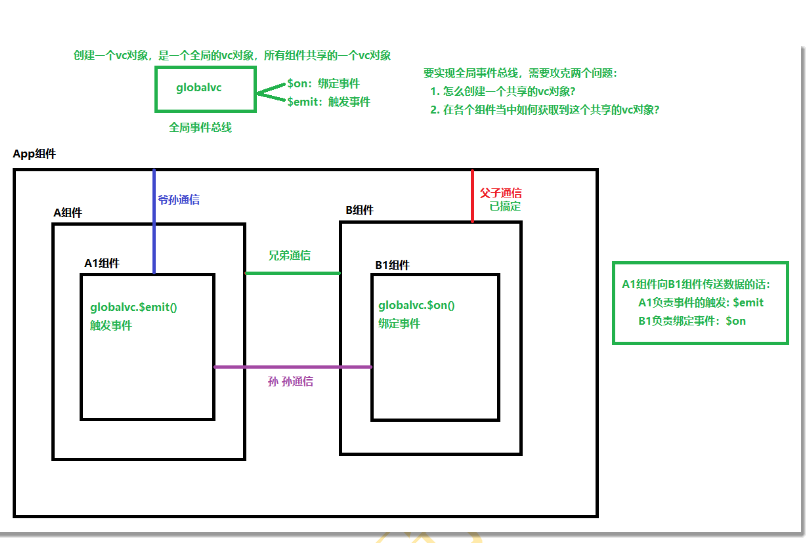 创建一个vc对象，是一个全局的vc对象，所有组件共享的一个vc对象
globalvc
$on：绑定事件
$emit：触发事件
全局事件总线
要实现全局事件总线，需要攻克两个问题：
1. 怎么创建一个共享的vc对象？
2. 在各个组件当中如何获取到这个共享的vc对象？
App组件
爷孙通信
父子通信
已搞定
A组件
B组件
兄弟通信
A1组件
B1组件
globalvc.$emit()
触发事件
globalvc.$on()
绑定事件
孙 孙通信
A1组件向B1组件传送数据的话：
A1负责事件的触发: $emit
B1负责绑定事件：$on